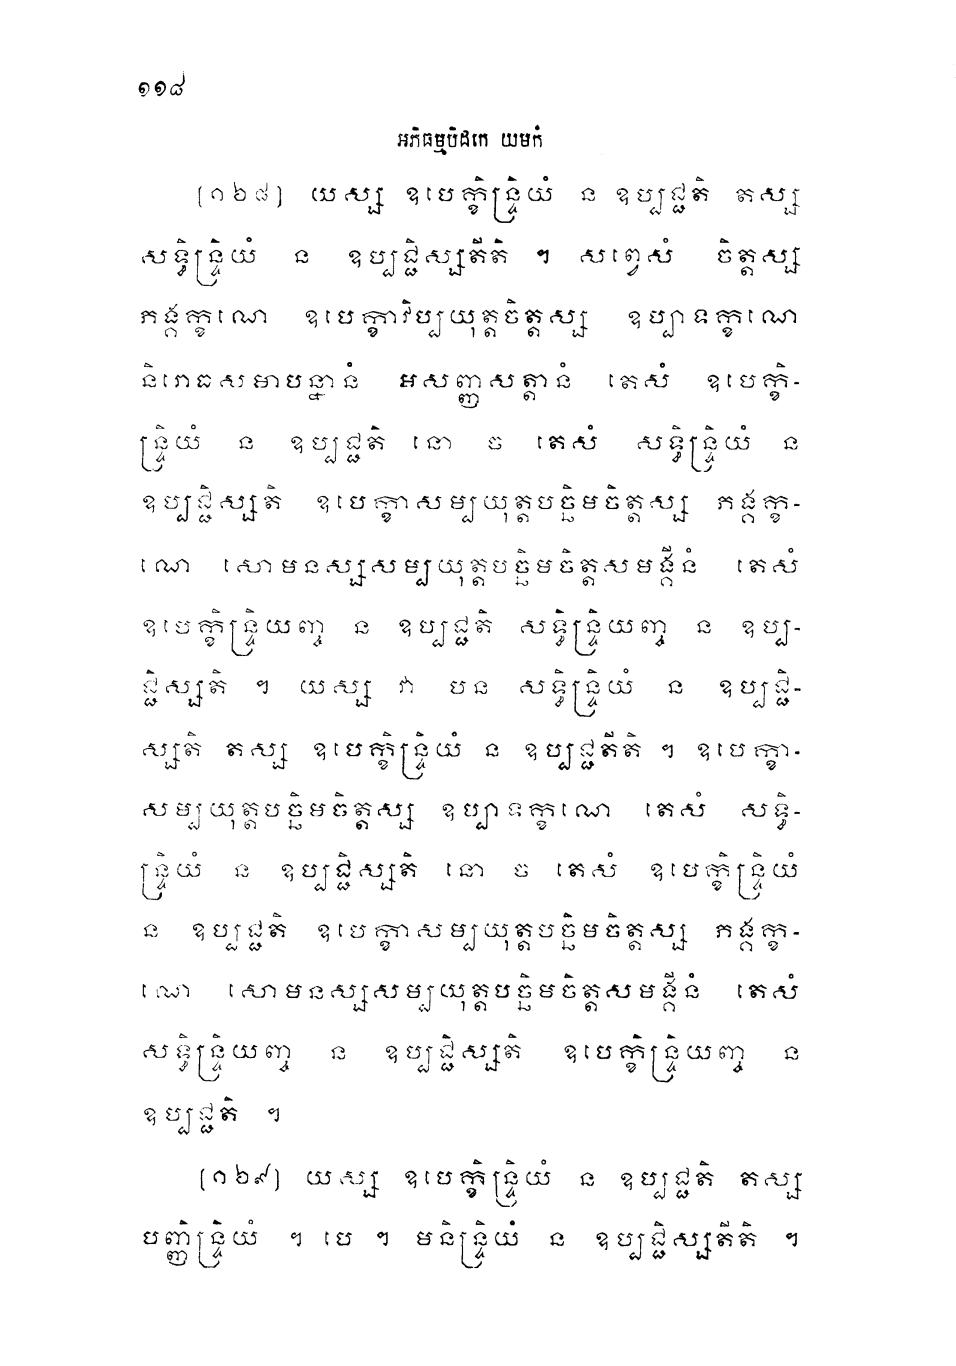 ១១៨
អភិធម្មបិដកេ យមកំ
[១២៨] យស្ស ឧបេក្ខិន្ទ្រិយំ ន ឧប្បជ្ជតិ តស្ស
សទ្ធិន្ទ្រិយំ ន ឧប្បជ្ជិស្សតីតិ ។ សព្វេសំ ចិត្តស្ស
ភង្គក្ខណេ ឧបេក្ខាវិប្បយុត្តចិត្តស្ស ឧប្បាទក្ខណេ
និរោធសមាបន្នានំ អសញ្ញសត្តានំ តេសំ ឧបេក្ខិ-
ន្ទ្រិយំ ន ឧប្បជ្ជតិ នោ ច តេសំ សទ្ធិន្ទ្រិយំ ន
ឧប្បជ្ជិស្សតិ ឧបេក្ខាសម្បយុត្តបច្ឆិមចិត្តស្ស ភង្គក្ខ-
ណេ សោមនស្សសម្បយុត្តបច្ឆិមចិត្តសមង្គីនំ តេសំ
ឧបេក្ខិន្ទ្រិយញ្ច ន ឧប្បជ្ជតិ សទ្ធិន្ទ្រិយញ្ច ន ឧប្ប-
ជ្ជិស្សតិ ។ យស្ស វា បន សទ្ធិន្ទ្រិយំ ន ឧប្បជ្ជិ-
ស្សតិ តស្ស ឧបេក្ខិន្ទ្រិយំ ន ឧប្បជ្ជតីតិ ។ ឧបេក្ខា-
សម្បយុត្តបច្ឆិមចិត្តស្ស ឧប្បាទក្ខណេ តេសំ សទ្ធិ-
ន្ទ្រិយំ ន ឧប្បជ្ជិស្សតិ នោ ច តេសំ ឧបេក្ខិន្ទ្រិយំ
ន ឧប្បជ្ជតិ ឧបេក្ខាសម្បយុត្តបច្ឆិមចិត្តស្ស ភង្គក្ខ-
ណេ សោមនស្សសម្បយុត្តបច្ឆិមចិត្តសមង្គីនំ តេសំ
សទ្ធិន្ទ្រិយញ្ច ន ឧប្បជ្ជិស្សតិ ឧបេក្ខិន្ទ្រិយញ្ច ន
ឧប្បជ្ជតិ ។
[១២៩] យស្ស ឧបេក្ខិន្ទ្រិយំ ន ឧប្បជ្ជតិ តស្ស
បញ្ញិន្ទ្រិយំ ។ បេ ។ មនិន្ទ្រិយំ ន ឧប្បជ្ជិស្សតីតិ ។